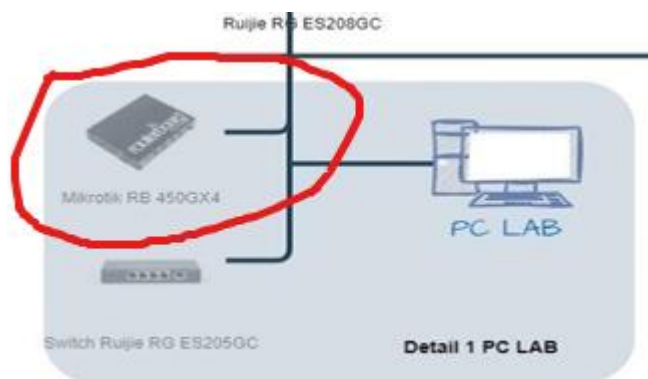 Ruijie RG ES208GC
Mikrotik RB 450GX4
PC LAB
Switch Ruijie RG ES205GC
Detail 1 PC LAB